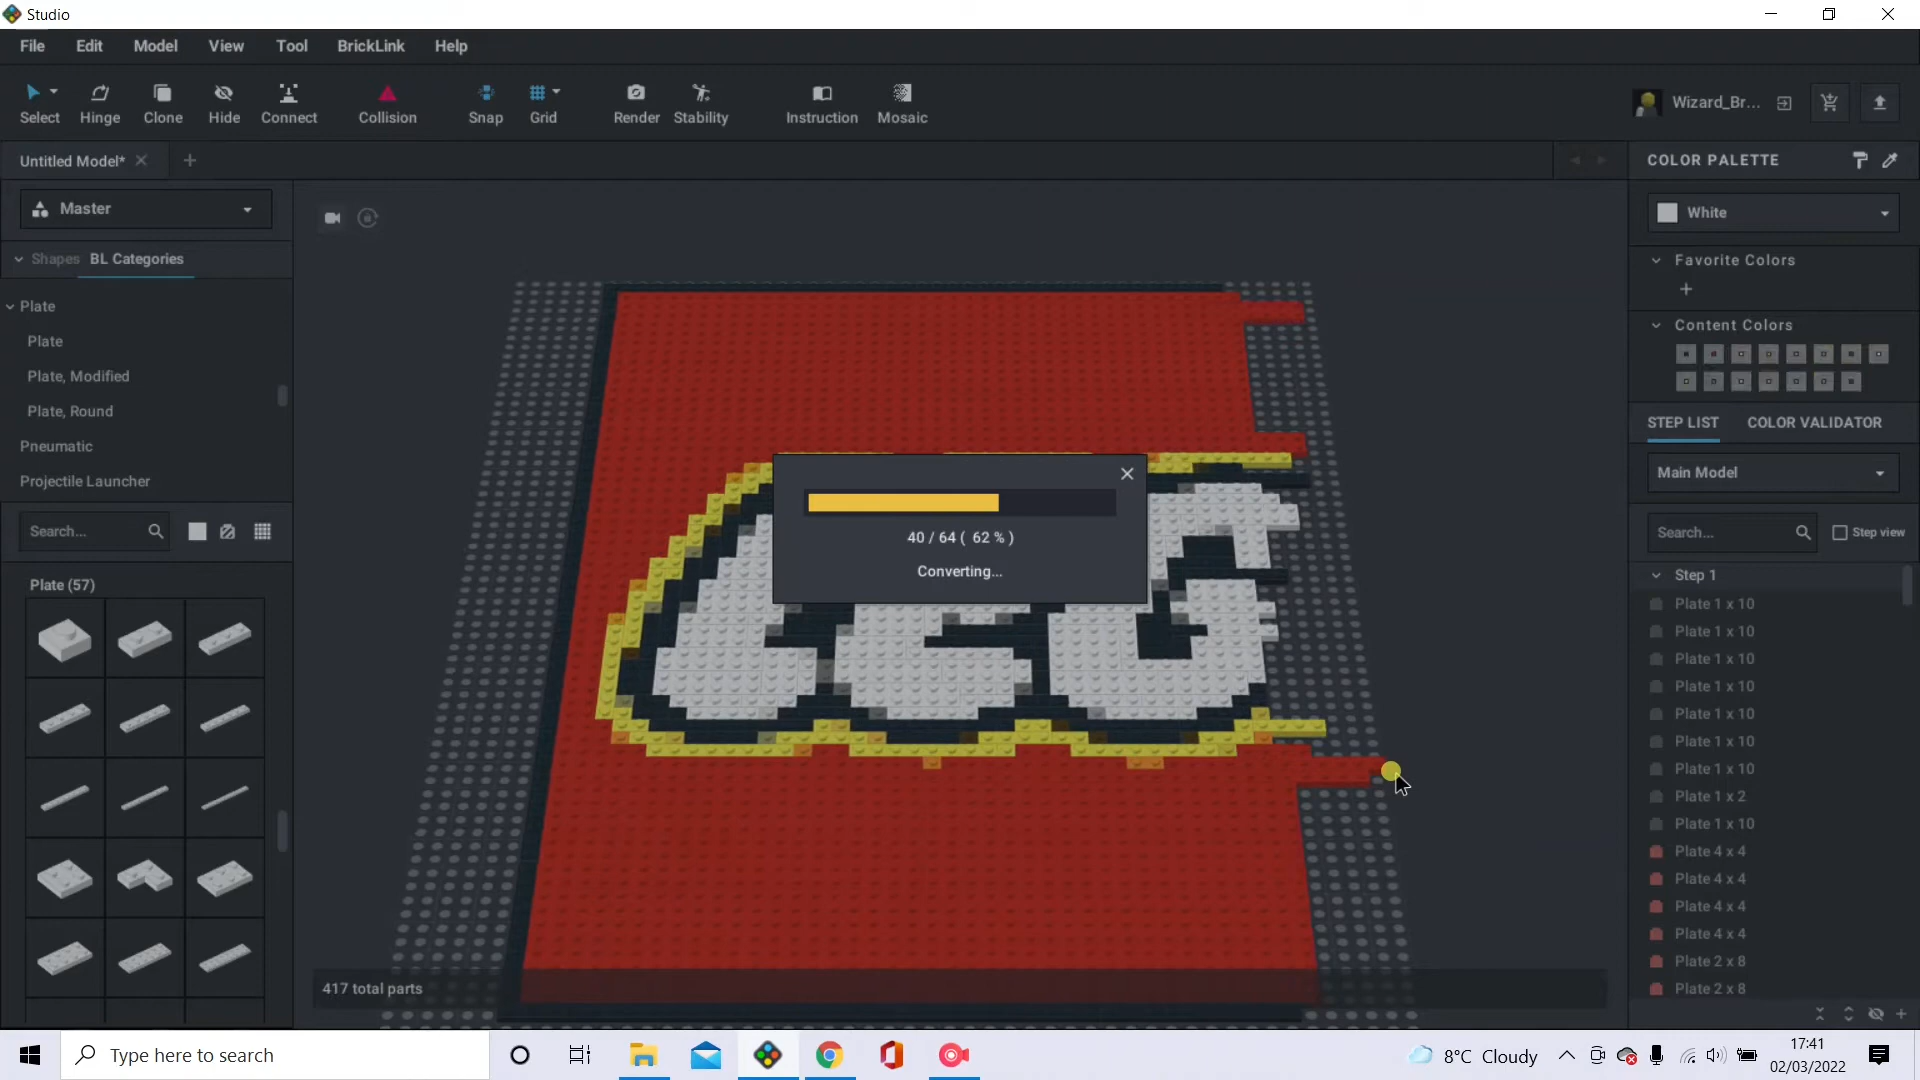 Studio
File Edit Model View Tool BrickLink Help
Select Hinge Clone Hide Connect Collision Snap Grid Render Stability Instruction Mosaic
Wizard_Br...
Untitled Model*
COLOR PALETTE
Master
White
Shapes BL Categories
Favorite Colors
Plate
Content Colors
Plate
Plate, Modified
Plate, Round
STEP LIST COLOR VALIDATOR
Pneumatic
Main Model
Projectile Launcher
Search...
Search...
Step view
40 / 64 ( 62 % )
Converting...
Plate (57)
Step 1
Plate 1 x 10
Plate 1 x 10
Plate 1 x 10
Plate 1 x 10
Plate 1 x 10
Plate 1 x 10
Plate 1 x 10
Plate 1 x 2
Plate 1 x 10
Plate 4 x 4
Plate 4 x 4
Plate 4 x 4
Plate 4 x 4
Plate 2 x 8
Plate 2 x 8
417 total parts
Type here to search
8°C Cloudy
17:41
02/03/2022